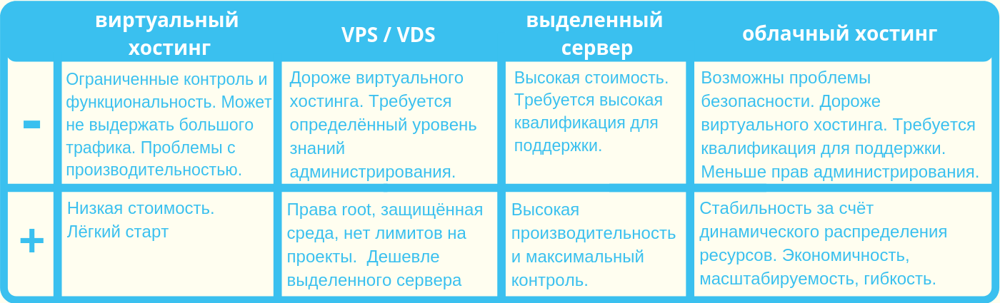 виртуальный
хостинг
VPS / VDS
выделенный
сервер
облачный хостинг
-
Ограниченные контроль и
функциональность. Может
не выдержать большого
трафика. Проблемы с
производительностью.
Дороже виртуального
хостинга. Требуется
определённый уровень
знаний
администрирования.
Высокая стоимость.
Требуется высокая
квалификация для
поддержки.
Возможны проблемы
безопасности. Дороже
виртуального хостинга. Требуется
квалификация для поддержки.
Меньше прав администрирования.
+
Низкая стоимость.
Лёгкий старт
Права root, защищённая
среда, нет лимитов на
проекты.  Дешевле
выделенного сервера
Высокая
производительность
и максимальный
контроль.
Стабильность за счёт
динамического распределения
ресурсов. Экономичность,
масштабируемость, гибкость.